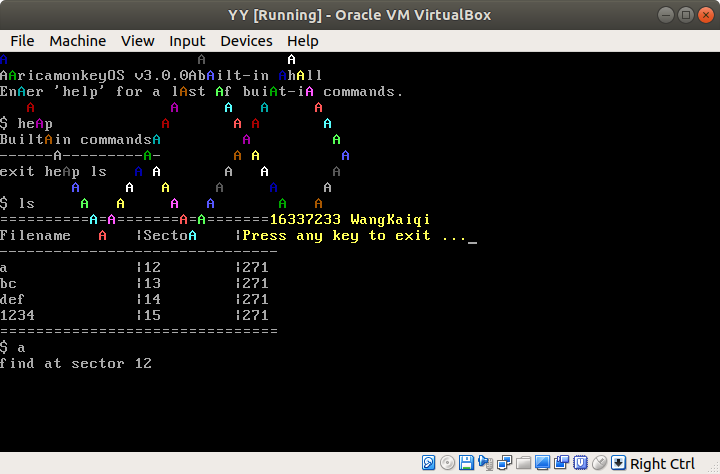 YY [Running] - Oracle VM VirtualBox
File Machine View Input Devices Help
A A A
AAricamonkeyOS v3.0.0AbAilt-in AhAll
EnAer 'help' for a lAst Af buiAt-iA commands.
A A A A A
$ heAp A A A A
BuiltAin commandsA A A
------A----------A- A A A
exit heAp ls A A A A A
A A A A A A
$ ls A A A A A A
==========A=A=======A=A=======16337233 WangKaiqi
Filename A |SectoA |Press any key to exit ..._
-------------------------------
a |12 |271
bc |13 |271
def |14 |271
1234 |15 |271
===============================
$ a
find at sector 12
Right Ctrl